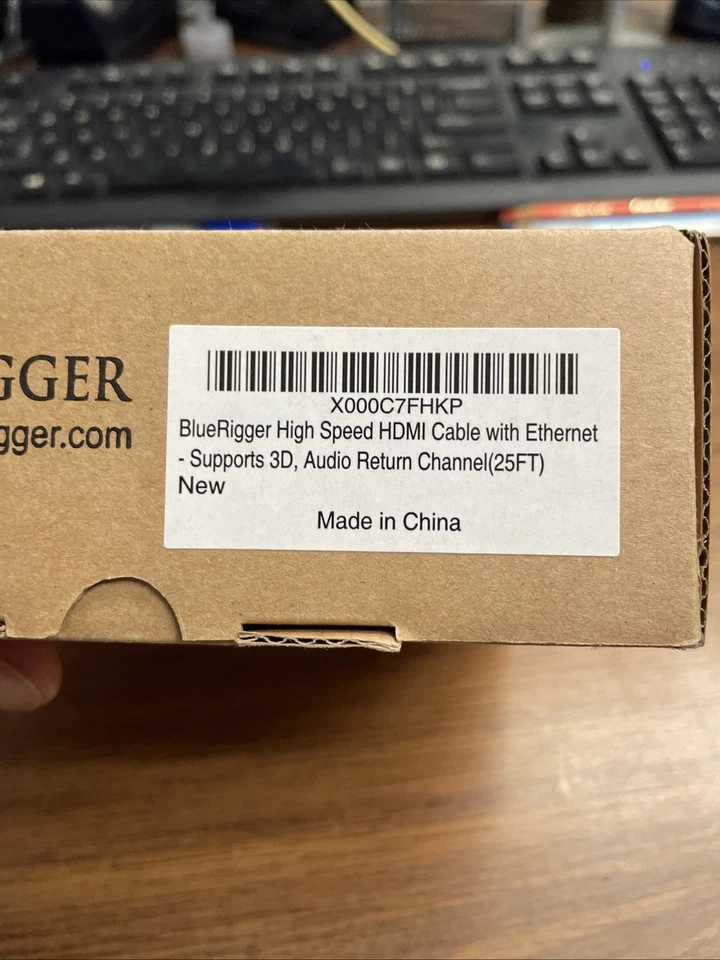 GGER
gger.com
X000C7FHKP
BlueRigger High Speed HDMI Cable with Ethernet
- Supports 3D, Audio Return Channel(25FT)
New
Made in China